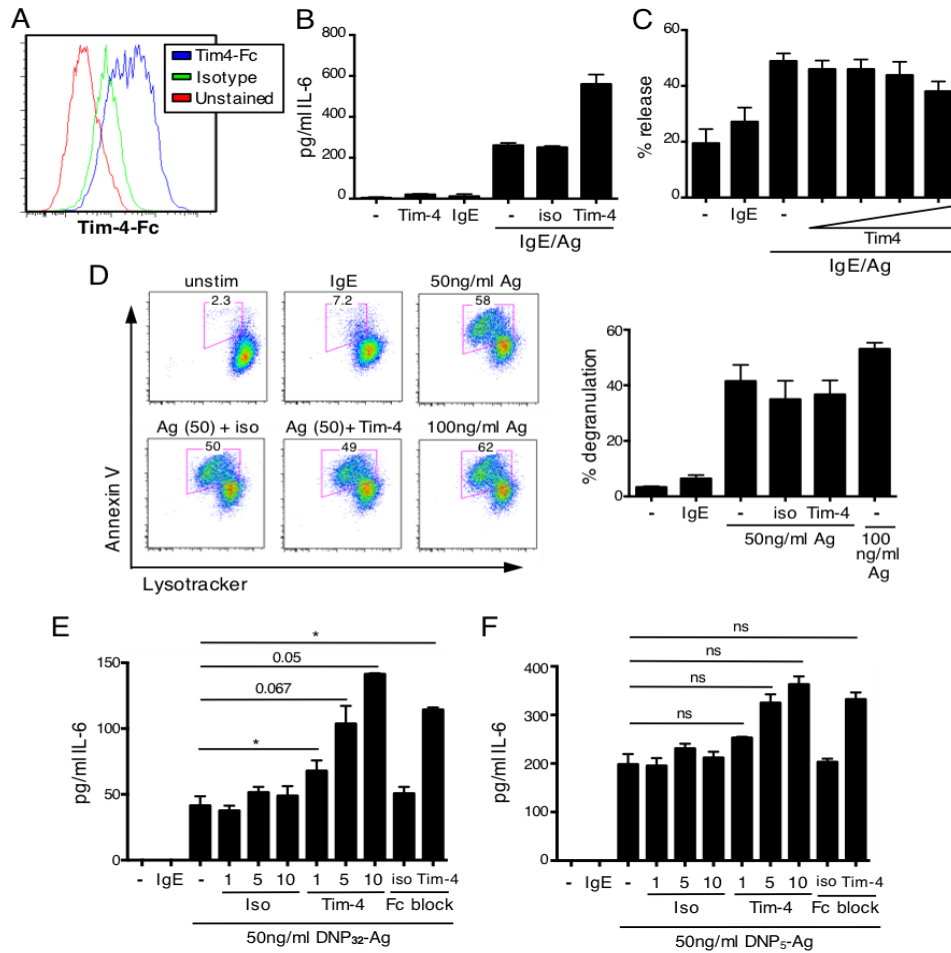 A
Tim4-Fc
Isotype
Unstained
Tim-4-Fc
B
pg/ml IL-6
800
600
400
200
0
- Tim-4 IgE - iso Tim-4
IgE/Ag
C
% release
60
40
20
0
- IgE -
Tim4
IgE/Ag
D
unstim IgE 50ng/ml Ag
2.3 7.2 58
Ag (50) + iso Ag (50)+ Tim-4 100ng/ml Ag
50 49 62
Annexin V
Lysotracker
% degranulation
60
40
20
0
- IgE - iso Tim-4 -
50ng/ml Ag
100
ng/ml
Ag
E
pg/ml IL-6
150
100
50
0
*
0.05
0.067
*
- IgE - 1 5 10 1 5 10 iso Tim-4
Iso Tim-4 Fc block
50ng/ml DNP₃₂-Ag
F
pg/ml IL-6
400
300
200
100
0
ns
ns
ns
ns
- IgE - 1 5 10 1 5 10 iso Tim-4
Iso Tim-4 Fc block
50ng/ml DNP₅-Ag